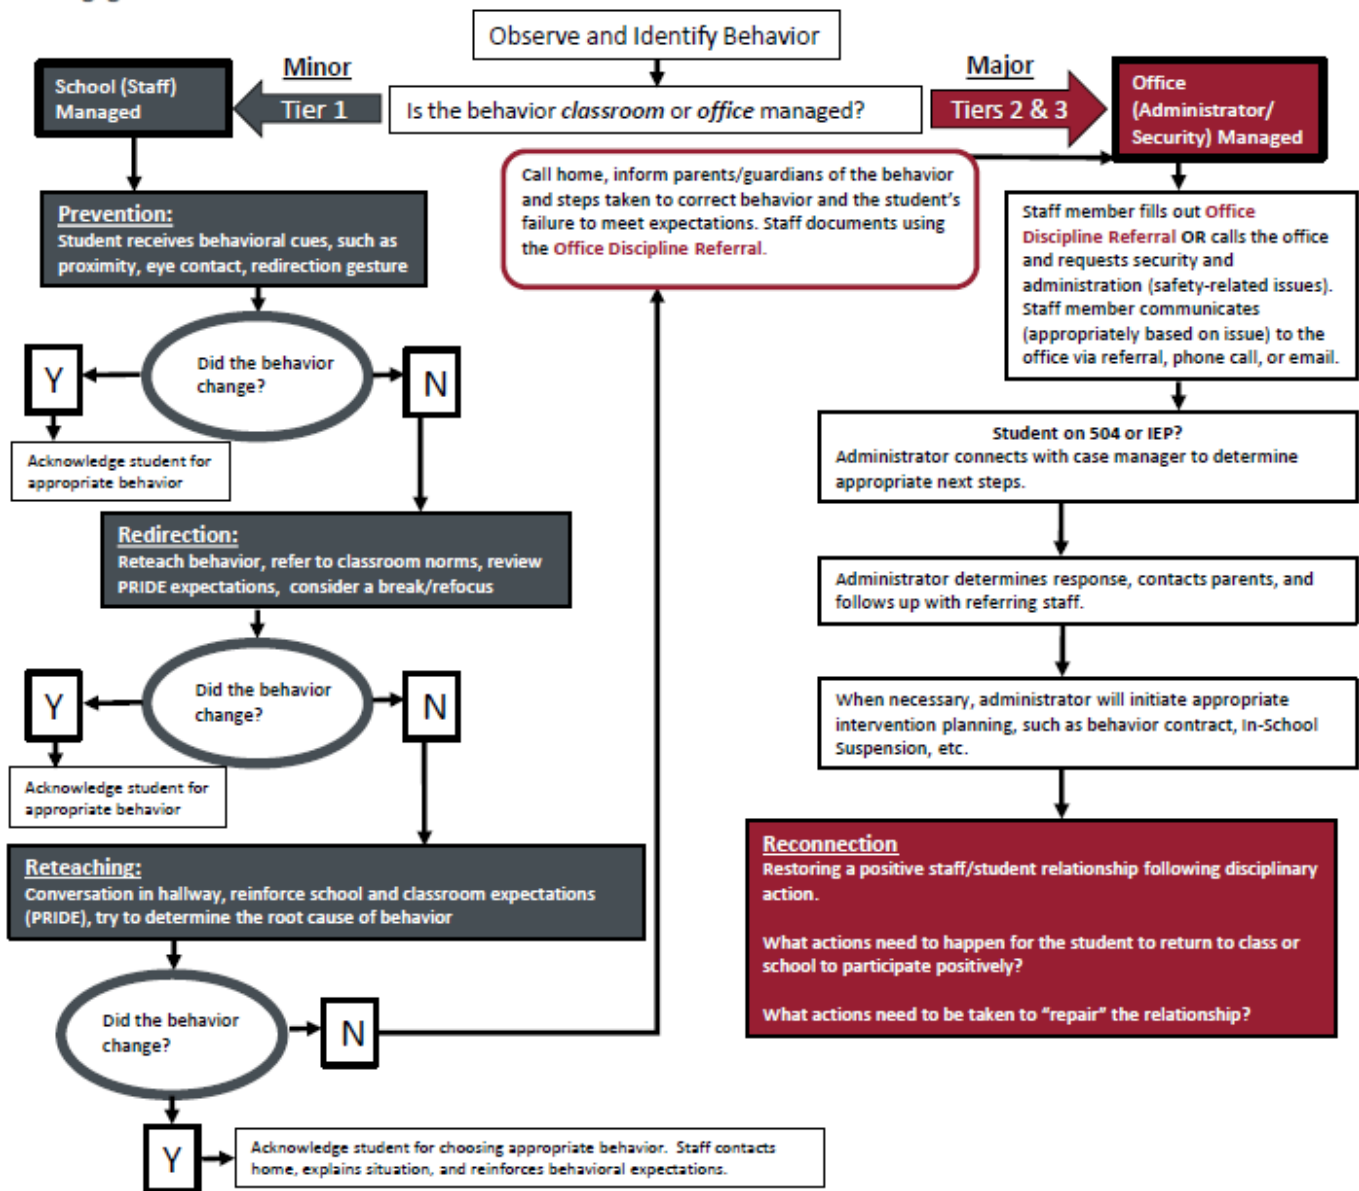 Observe and Identify Behavior
Minor
Major
School (Staff)
Managed
Tier 1
Is the behavior classroom or office managed?
Tiers 2 & 3
Office
(Administrator/
Security) Managed
Call home, inform parents/guardians of the behavior
and steps taken to correct behavior and the student's
failure to meet expectations. Staff documents using
the Office Discipline Referral.
Prevention:
Student receives behavioral cues, such as
proximity, eye contact, redirection gesture
Staff member fills out Office
Discipline Referral OR calls the office
and requests security and
administration (safety-related issues).
Staff member communicates
(appropriately based on issue) to the
office via referral, phone call, or email.
Did the behavior
change?
Y
N
Acknowledge student for
appropriate behavior
Student on 504 or IEP?
Administrator connects with case manager to determine
appropriate next steps.
Redirection:
Reteach behavior, refer to classroom norms, review
PRIDE expectations, consider a break/refocus
Administrator determines response, contacts parents, and
follows up with referring staff.
Did the behavior
change?
Y
N
Acknowledge student for
appropriate behavior
When necessary, administrator will initiate appropriate
intervention planning, such as behavior contract, In-School
Suspension, etc.
Reteaching:
Conversation in hallway, reinforce school and classroom expectations
(PRIDE), try to determine the root cause of behavior
Reconnection
Restoring a positive staff/student relationship following disciplinary
action.
What actions need to happen for the student to return to class or
school to participate positively?
What actions need to be taken to "repair" the relationship?
Did the behavior
change?
N
Y
Acknowledge student for choosing appropriate behavior. Staff contacts
home, explains situation, and reinforces behavioral expectations.